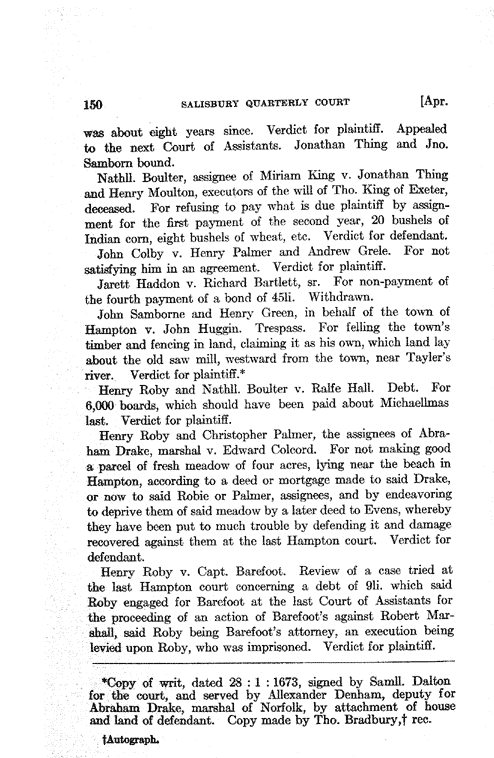 150 SALISBURY QUARTERLY COURT [Apr.
was about eight years since. Verdict for plaintiff. Appealed
to the next Court of Assistants. Jonathan Thing and Jno.
Samborn bound.
Nathll. Boulter, assignee of Miriam King v. Jonathan Thing
and Henry Moulton, executors of the will of Tho. King of Exeter,
deceased. For refusing to pay what is due plaintiff by assign-
ment for the first payment of the second year, 20 bushels of
Indian corn, eight bushels of wheat, etc. Verdict for defendant.
John Colby v. Henry Palmer and Andrew Grele. For not
satisfying him in an agreement. Verdict for plaintiff.
Jarett Haddon v. Richard Bartlett, sr. For non-payment of
the fourth payment of a bond of 45li. Withdrawn.
John Samborne and Henry Green, in behalf of the town of
Hampton v. John Huggin. Trespass. For felling the town's
timber and fencing in land, claiming it as his own, which land lay
about the old saw mill, westward from the town, near Tayler's
river. Verdict for plaintiff.*
Henry Roby and Nathll. Boulter v. Ralfe Hall. Debt. For
6,000 boards, which should have been paid about Michaellmas
last. Verdict for plaintiff.
Henry Roby and Christopher Palmer, the assignees of Abra-
ham Drake, marshal v. Edward Colcord. For not making good
a parcel of fresh meadow of four acres, lying near the beach in
Hampton, according to a deed or mortgage made to said Drake,
or now to said Robie or Palmer, assignees, and by endeavoring
to deprive them of said meadow by a later deed to Evens, whereby
they have been put to much trouble by defending it and damage
recovered against them at the last Hampton court. Verdict for
defendant.
Henry Roby v. Capt. Barefoot. Review of a case tried at
the last Hampton court concerning a debt of 9li. which said
Roby engaged for Barefoot at the last Court of Assistants for
the proceeding of an action of Barefoot's against Robert Mar-
shall, said Roby being Barefoot's attorney, an execution being
levied upon Roby, who was imprisoned. Verdict for plaintiff.
*Copy of writ, dated 28 : 1 : 1673, signed by Samll. Dalton
for the court, and served by Allexander Denham, deputy for
Abraham Drake, marshal of Norfolk, by attachment of house
and land of defendant. Copy made by Tho. Bradbury,† rec.
†Autograph.